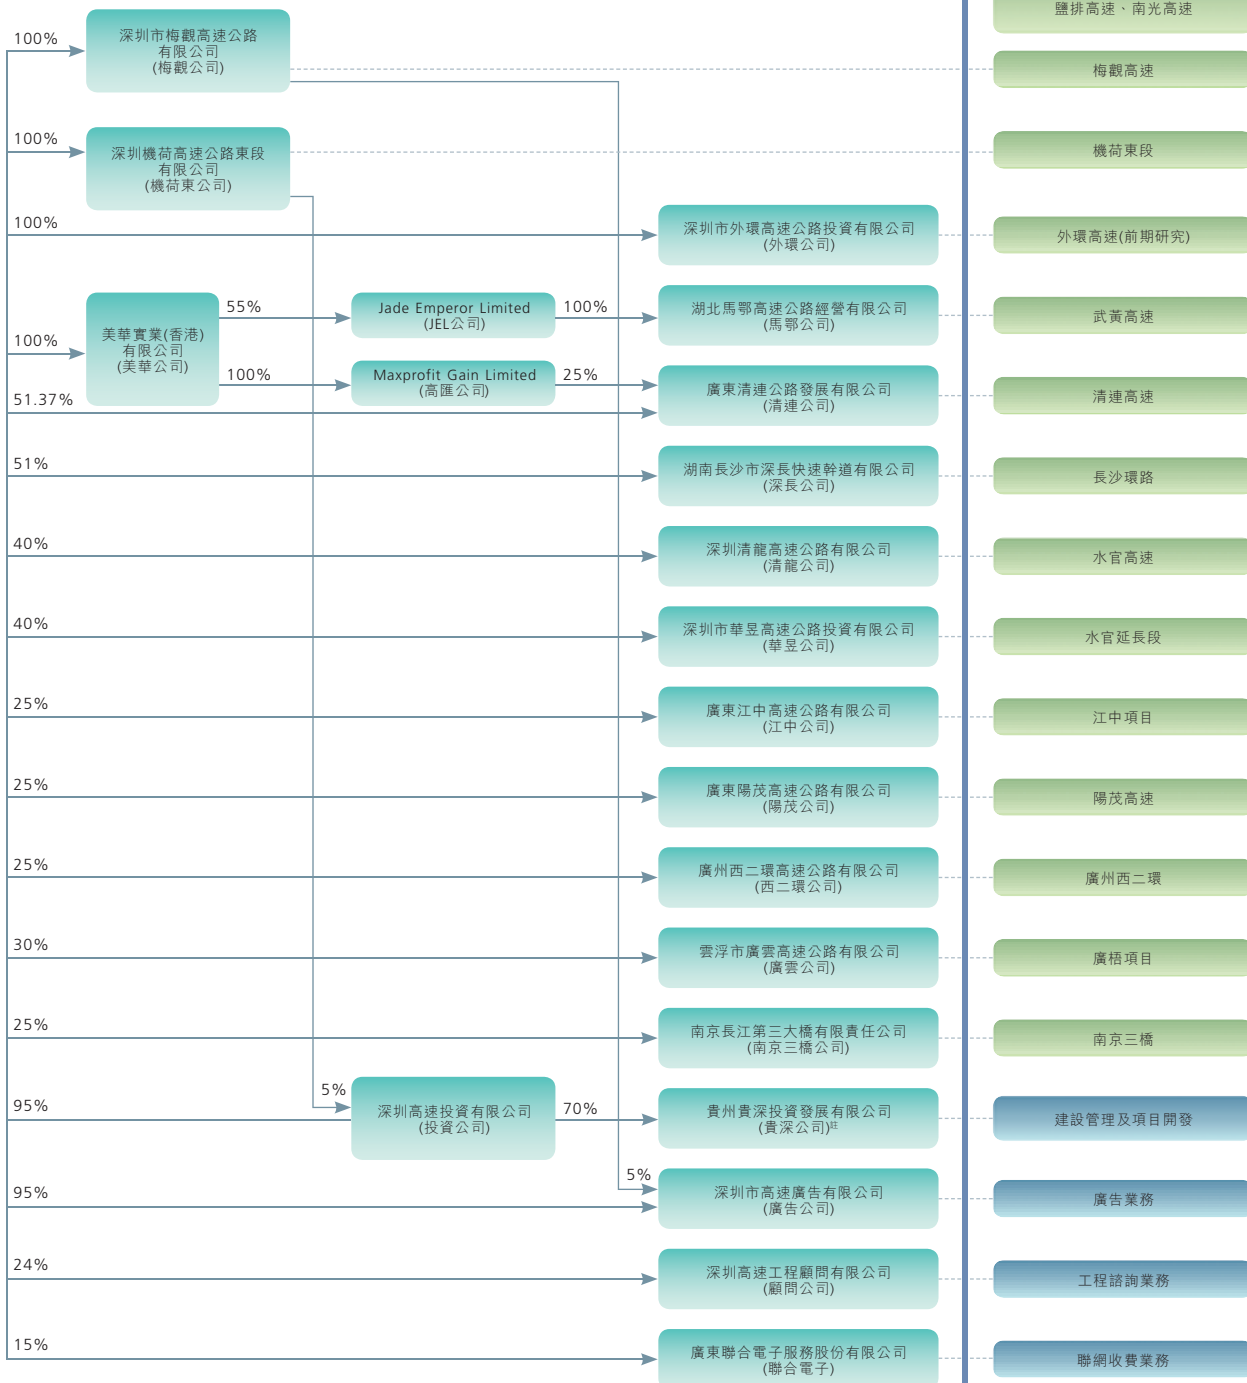 鹽排高速、南光高速
100%
深圳市梅觀高速公路
有限公司
(梅觀公司)
梅觀高速
100%
深圳機荷高速公路東段
有限公司
(機荷東公司)
機荷東段
100%
深圳市外環高速公路投資有限公司
(外環公司)
外環高速(前期研究)
100%
美華實業(香港)
有限公司
(美華公司)
55%
Jade Emperor Limited
(JEL公司)
100%
湖北馬鄂高速公路經營有限公司
(馬鄂公司)
武黃高速
100%
Maxprofit Gain Limited
(高匯公司)
25%
51.37%
廣東清連公路發展有限公司
(清連公司)
清連高速
51%
湖南長沙市深長快速幹道有限公司
(深長公司)
長沙環路
40%
深圳清龍高速公路有限公司
(清龍公司)
水官高速
40%
深圳市華昱高速公路投資有限公司
(華昱公司)
水官延長段
25%
廣東江中高速公路有限公司
(江中公司)
江中項目
25%
廣東陽茂高速公路有限公司
(陽茂公司)
陽茂高速
25%
廣州西二環高速公路有限公司
(西二環公司)
廣州西二環
30%
雲浮市廣雲高速公路有限公司
(廣雲公司)
廣梧項目
25%
南京長江第三大橋有限責任公司
(南京三橋公司)
南京三橋
95%
5%
深圳高速投資有限公司
(投資公司)
70%
貴州貴深投資發展有限公司
(貴深公司)註
建設管理及項目開發
95%
5%
深圳市高速廣告有限公司
(廣告公司)
廣告業務
24%
深圳高速工程顧問有限公司
(顧問公司)
工程諮詢業務
15%
廣東聯合電子服務股份有限公司
(聯合電子)
聯網收費業務